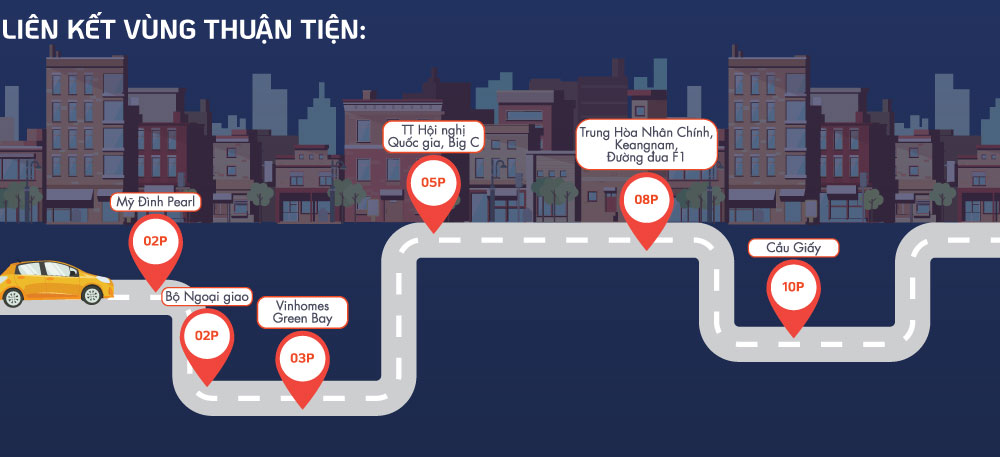 LIÊN KẾT VÙNG THUẬN TIỆN:
Mỹ Đình Pearl
02P
Bộ Ngoại giao
02P
Vinhomes
Green Bay
03P
TT Hội nghị
Quốc gia, Big C
05P
Trung Hòa Nhân Chính,
Keangnam,
Đường đua F1
08P
Cầu Giấy
10P